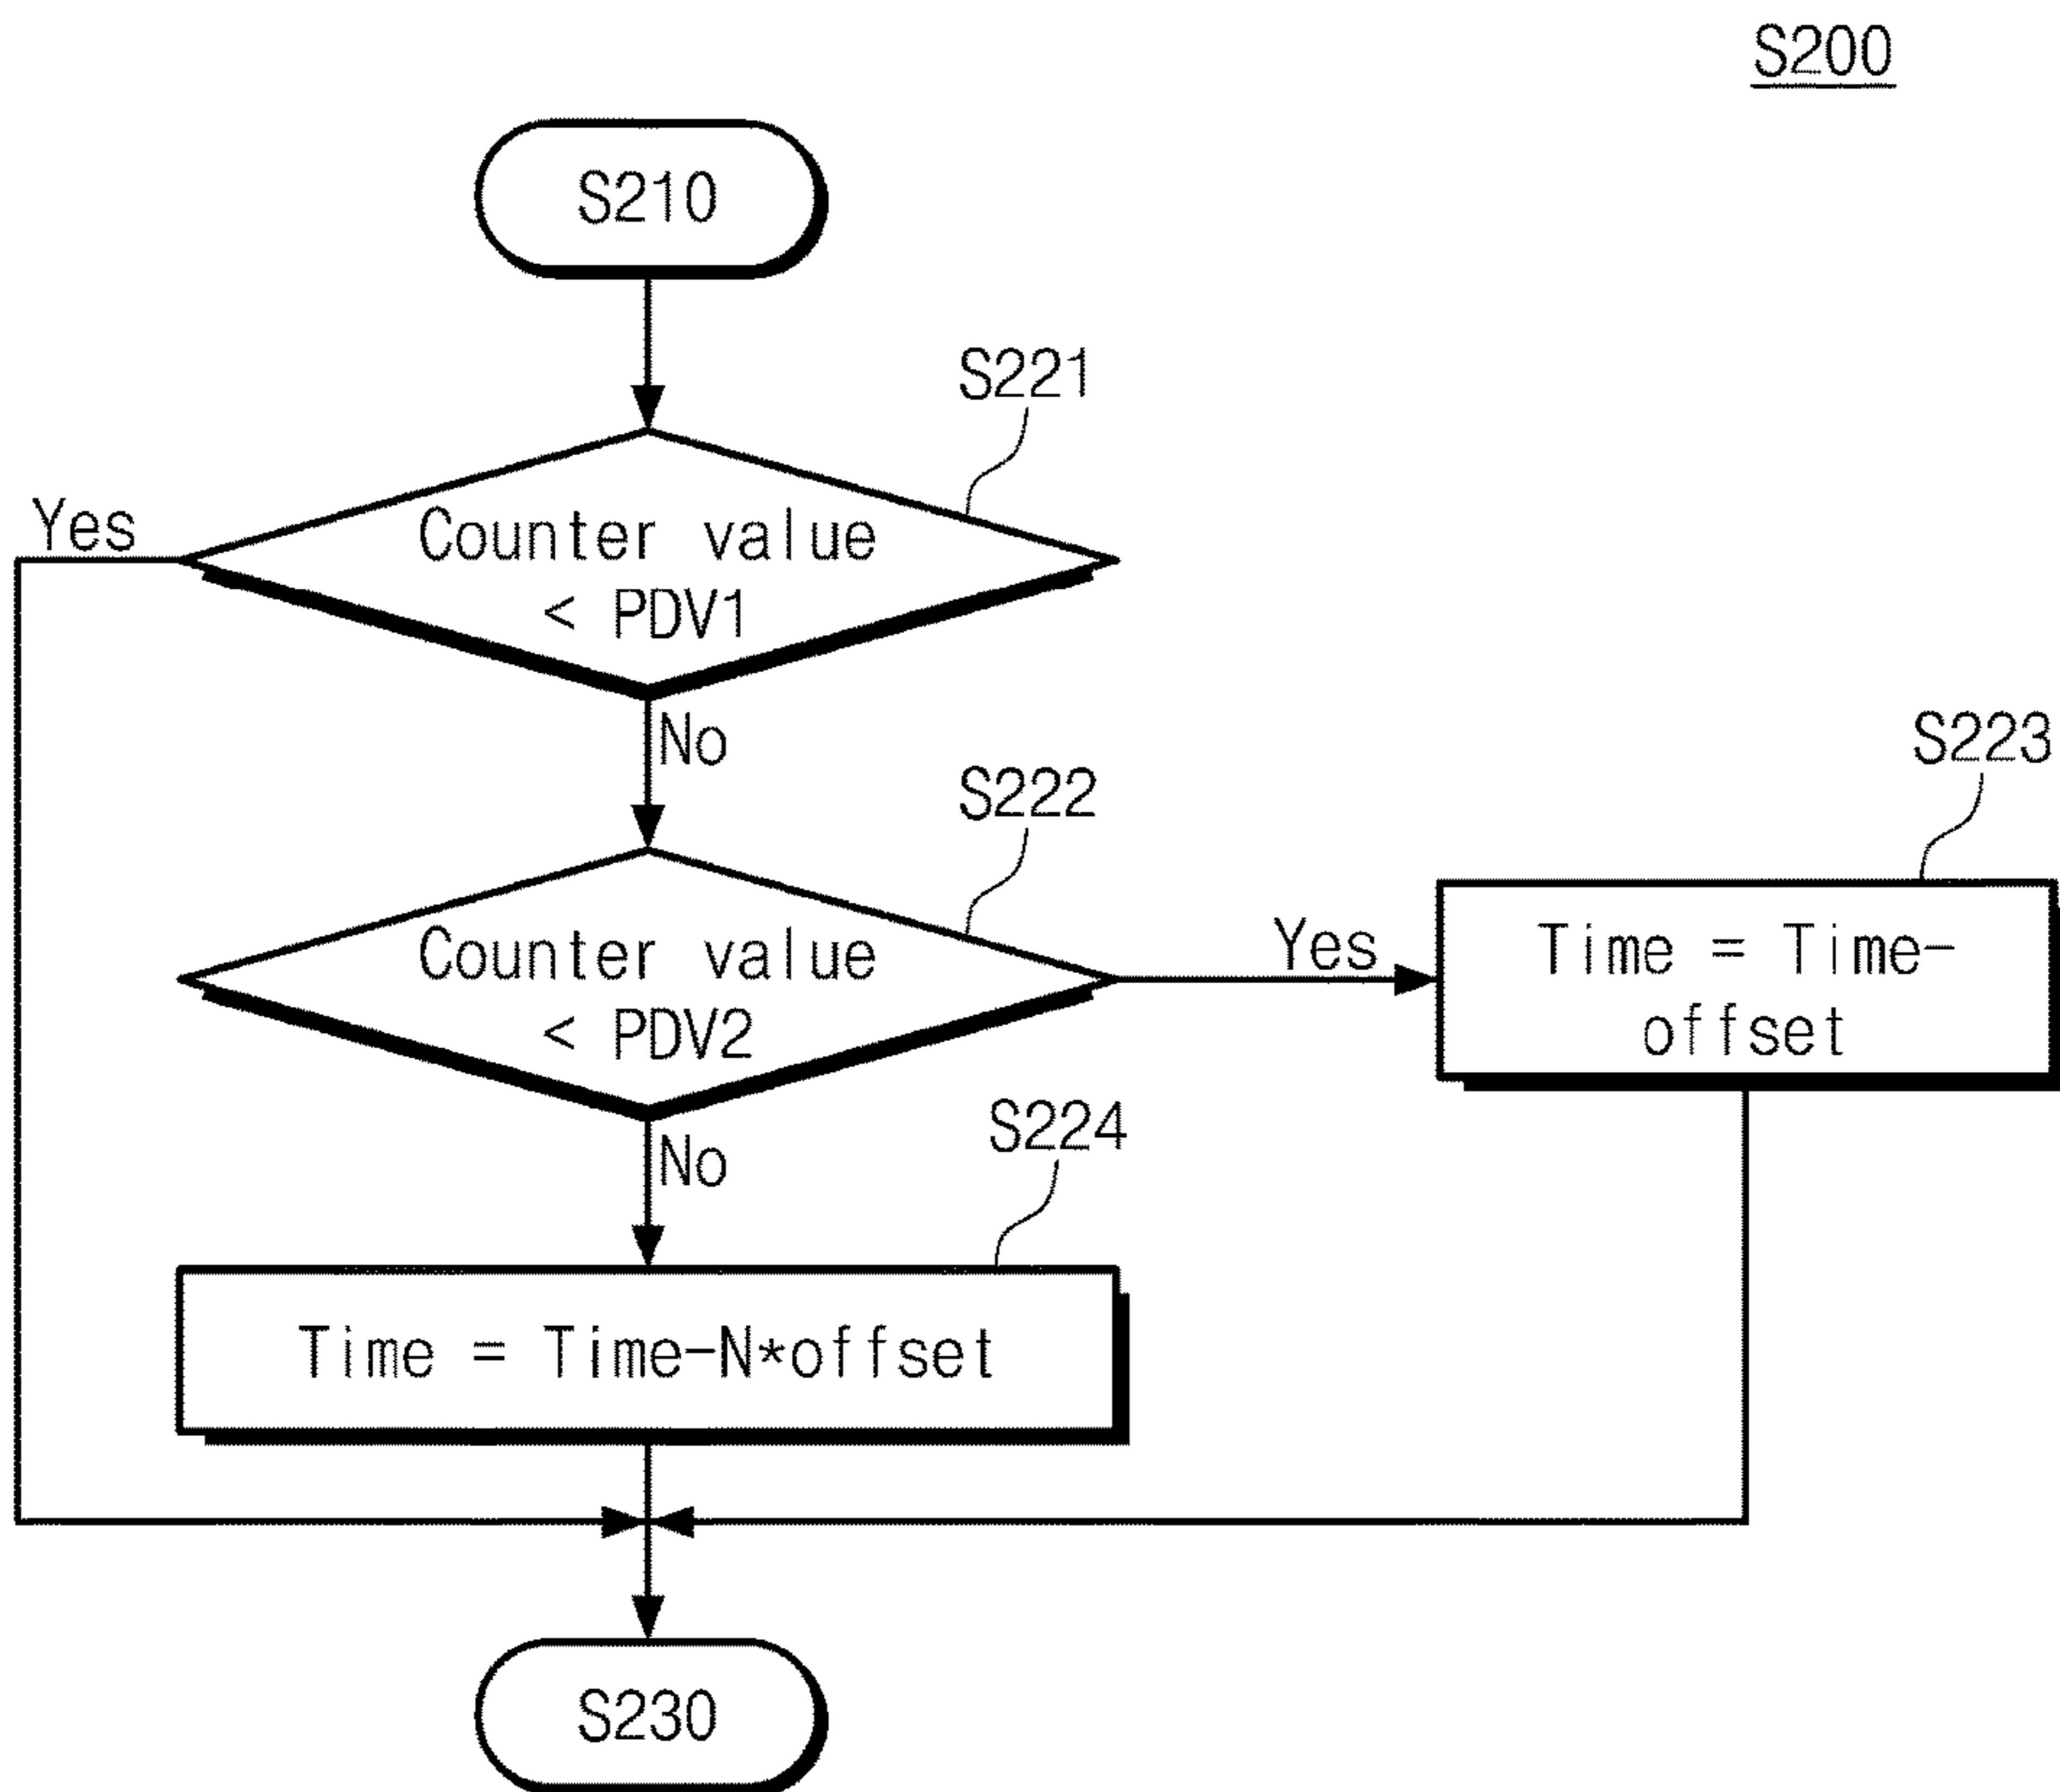 S200
S210
S221
Yes
Counter value
< PDV1
No
S222
S223
Counter value
< PDV2
Yes
Time = Time-
offset
No
S224
Time = Time-N*offset
S230